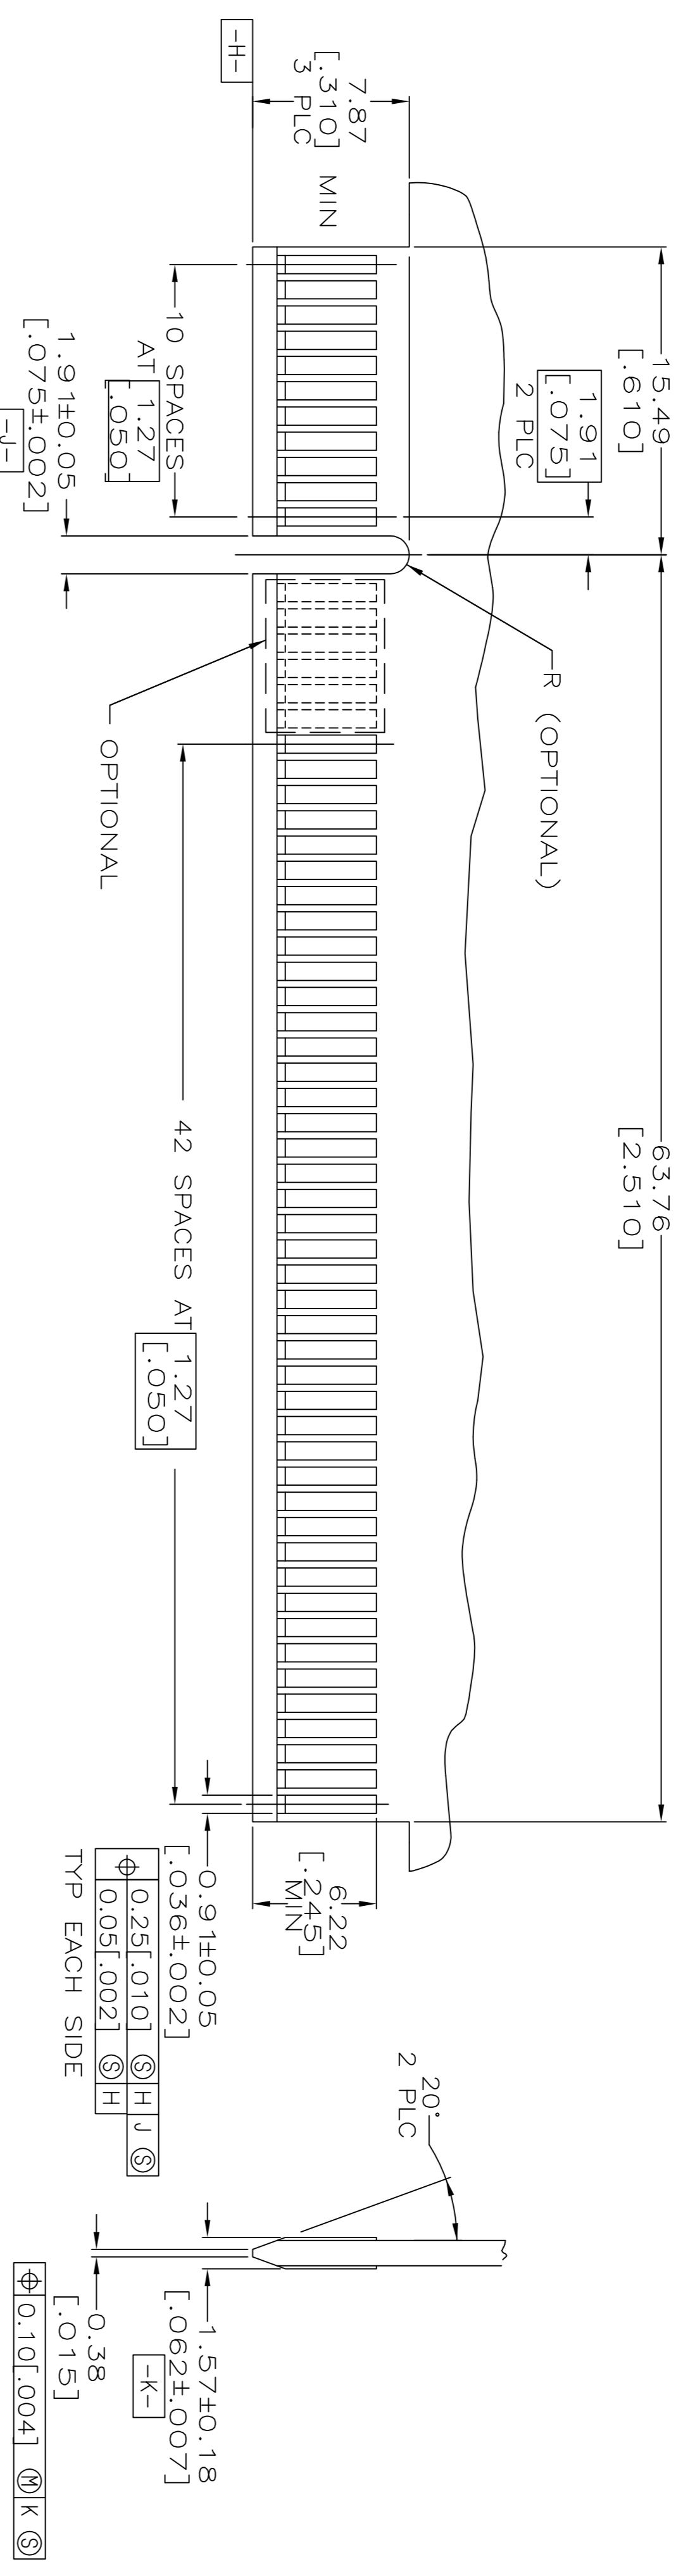 15.49
[.610]
63.76
[2.510]
1.91
[.075]
2 PLC
R (OPTIONAL)
7.87
[.310] MIN
3 PLC
-H-
10 SPACES
AT 1.27
[.050]
1.91±0.05
[.075±.002]
-J-
OPTIONAL
42 SPACES AT 1.27
[.050]
6.22
[.245]
MIN
0.91±0.05
[.036±.002]
⌖ 0.25[.010] Ⓢ H J Ⓢ
0.05[.002] Ⓢ H
TYP EACH SIDE
20°
2 PLC
1.57±0.18
[.062±.007]
-K-
0.38
[.015]
⌖ 0.10[.004] Ⓜ K Ⓢ